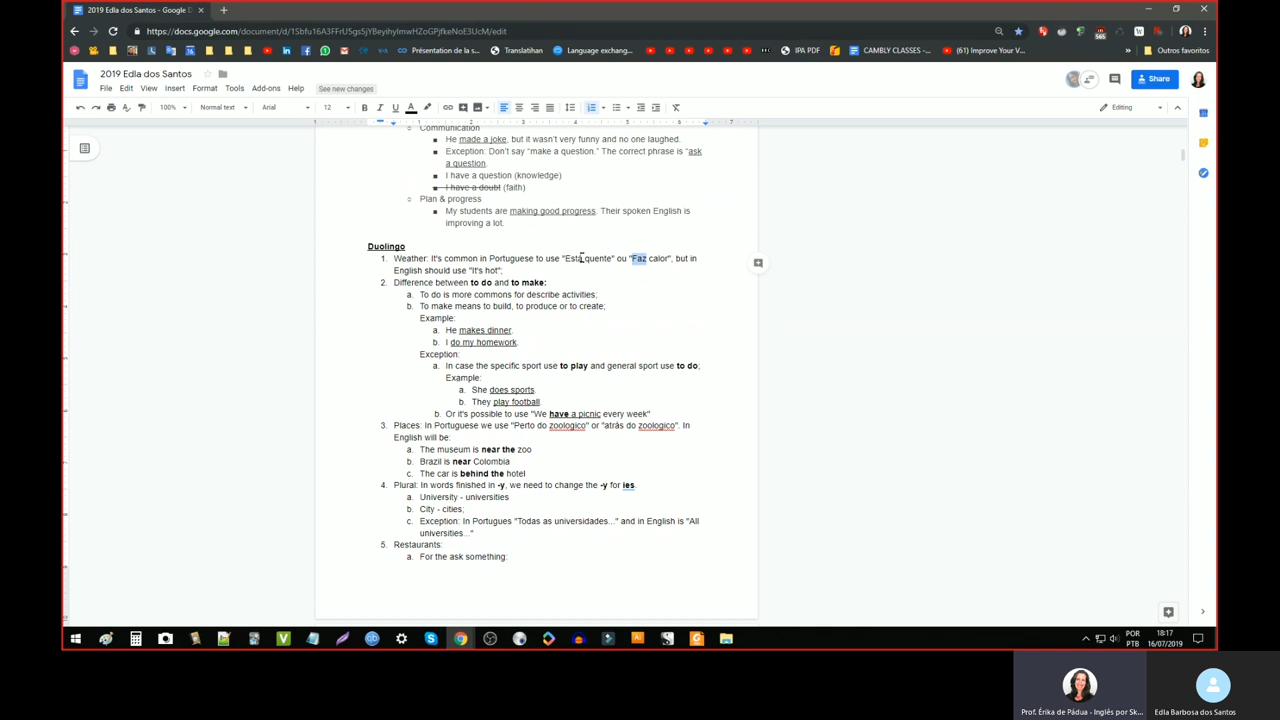 2019 Edla dos Santos - Google D
https://docs.google.com/document/d/1Sbfu16A3FFrU5gs5jYBeyihyImwHZoGPjfkeNoE3UcM/edit
Présentation de la s...
Translatihan
Language exchang...
IPA PDF
CAMBLY CLASSES -...
(61) Improve Your V...
»
Outros favoritos
2019 Edla dos Santos
File Edit View Insert Format Tools Add-ons Help See new changes
Share
100% Normal text Arial 12 Editing
Communication
He made a joke, but it wasn't very funny and no one laughed.
Exception: Don't say "make a question." The correct phrase is "ask
a question.
I have a question (knowledge)
I have a doubt (faith)
Plan & progress
My students are making good progress. Their spoken English is
improving a lot.
Duolingo
1. Weather: It's common in Portuguese to use "Está quente" ou "Faz calor", but in
English should use "It's hot";
2. Difference between to do and to make:
a. To do is more commons for describe activities;
b. To make means to build, to produce or to create;
Example:
a. He makes dinner.
b. I do my homework.
Exception:
a. In case the specific sport use to play and general sport use to do;
Example:
a. She does sports.
b. They play football.
b. Or it's possible to use "We have a picnic every week"
3. Places: In Portuguese we use "Perto do zoologico" or "atrás do zoologico". In
English will be:
a. The museum is near the zoo
b. Brazil is near Colombia
c. The car is behind the hotel
4. Plural: In words finished in -y, we need to change the -y for ies.
a. University - universities
b. City - cities;
c. Exception: In Portugues "Todas as universidades..." and in English is "All
universities..."
5. Restaurants:
a. For the ask something:
POR
PTB
18:17
16/07/2019
Prof. Érika de Pádua - Inglês por Sk...
Edla Barbosa dos Santos